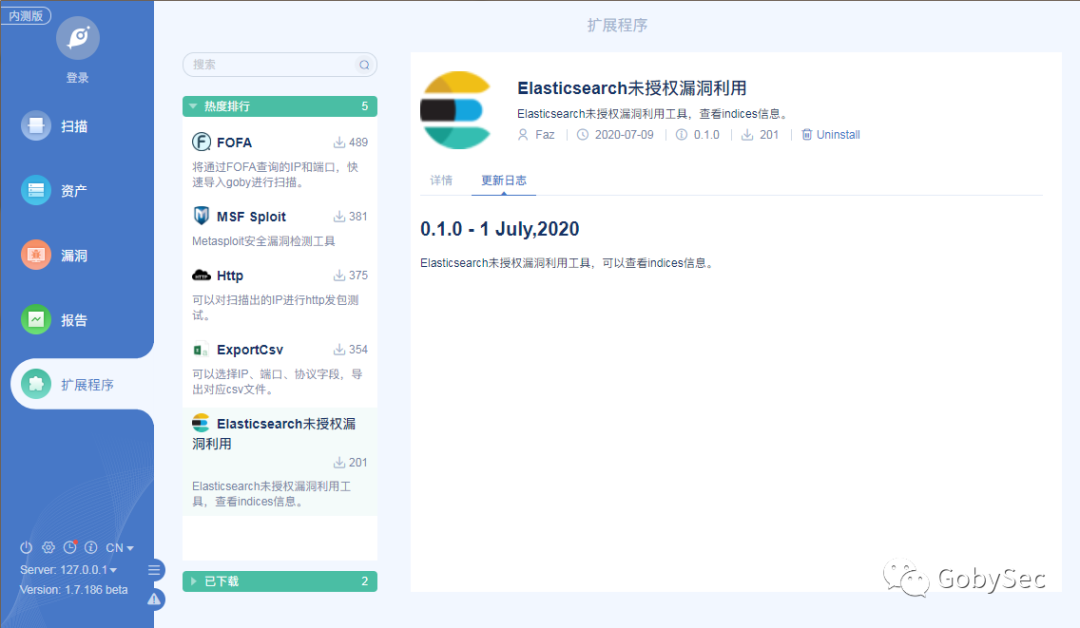 内测版
登录
扫描
资产
漏洞
报告
扩展程序
CN
Server: 127.0.0.1
Version: 1.7.186 beta
扩展程序
搜索
热度排行 5
FOFA 489
将通过FOFA查询的IP和端口，快
速导入goby进行扫描。
MSF Sploit 381
Metasploit安全漏洞检测工具
Http 375
可以对扫描出的IP进行http发包测
试。
ExportCsv 354
可以选择IP、端口、协议字段，导
出对应csv文件。
Elasticsearch未授权漏
洞利用
201
Elasticsearch未授权漏洞利用工
具，查看indices信息。
已下载 2
Elasticsearch未授权漏洞利用
Elasticsearch未授权漏洞利用工具，查看indices信息。
Faz 2020-07-09 0.1.0 201 Uninstall
详情 更新日志
0.1.0 - 1 July,2020
Elasticsearch未授权漏洞利用工具，可以查看indices信息。
GobySec